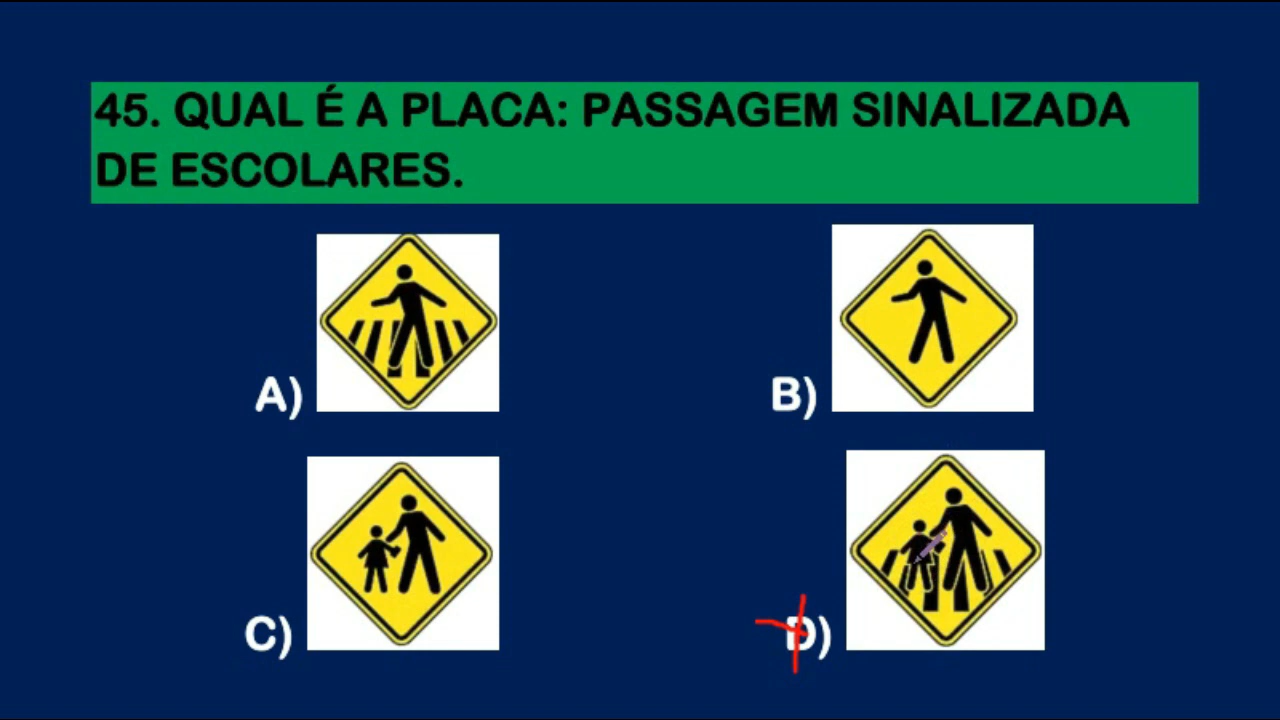 45. QUAL É A PLACA: PASSAGEM SINALIZADA
DE ESCOLARES.
A)
B)
C)
D)